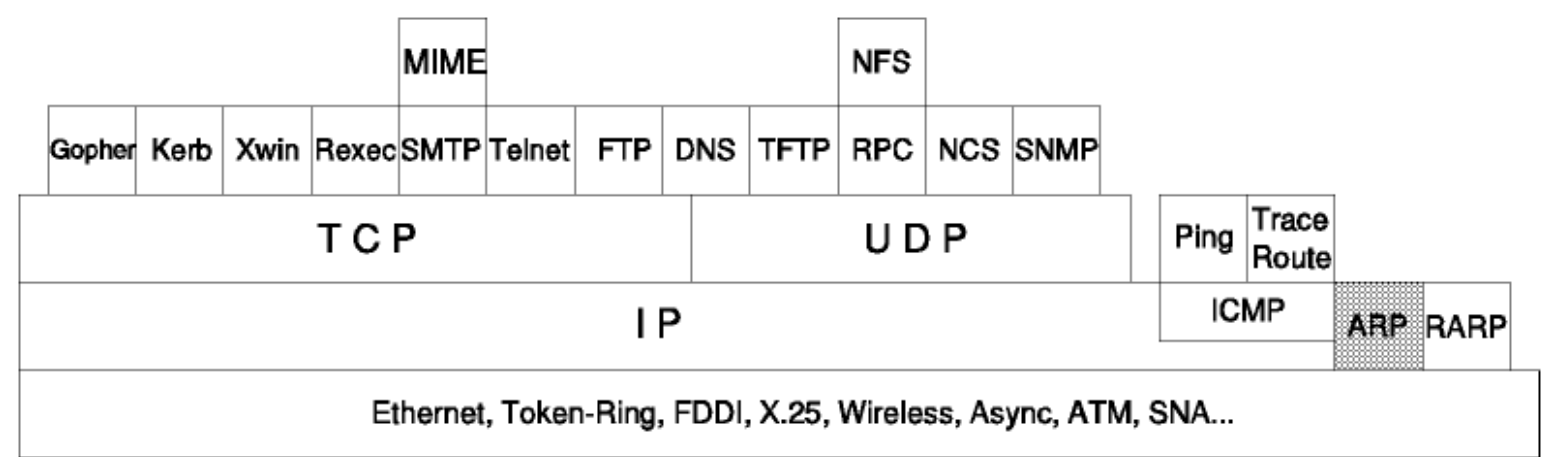 MIME NFS
Gopher Kerb Xwin Rexec SMTP Telnet FTP DNS TFTP RPC NCS SNMP
T C P U D P Ping Trace
Route
I P ICMP ARP RARP
Ethernet, Token-Ring, FDDI, X.25, Wireless, Async, ATM, SNA...